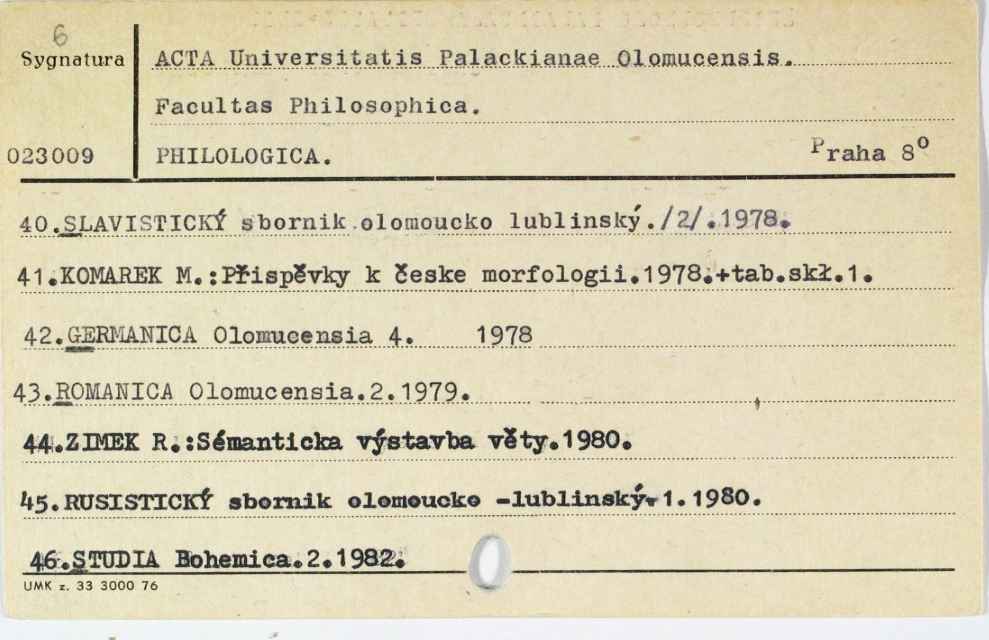 6
Sygnatura
ACTA Universitatis Palackianae Olomucensis.
Facultas Philosophica.
023009
PHILOLOGICA. Praha 8⁰
40.SLAVISTICKÝ sbornik olomoucko lublinský./2/.1978.
41.KOMAREK M.:Přispěvky k česke morfologii.1978.+tab.skł.1.
42.GERMANICA Olomucensia 4. 1978
43.ROMANICA Olomucensia.2.1979.
44.ZIMEK R.:Sémanticka výstavba věty.1980.
45.RUSISTICKÝ sbornik olomoucko -lublinský.1.1980.
46.STUDIA Bohemica.2.1982.
UMK z. 33 3000 76